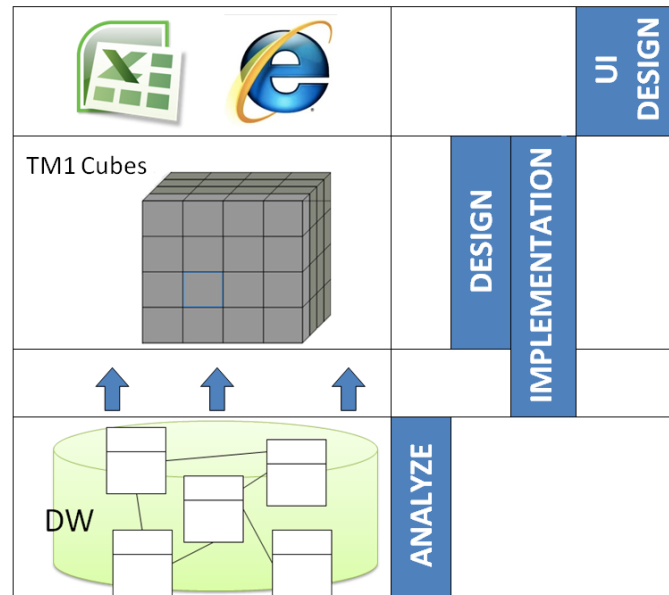 UI
DESIGN
TM1 Cubes
DESIGN
IMPLEMENTATION
DW
ANALYZE